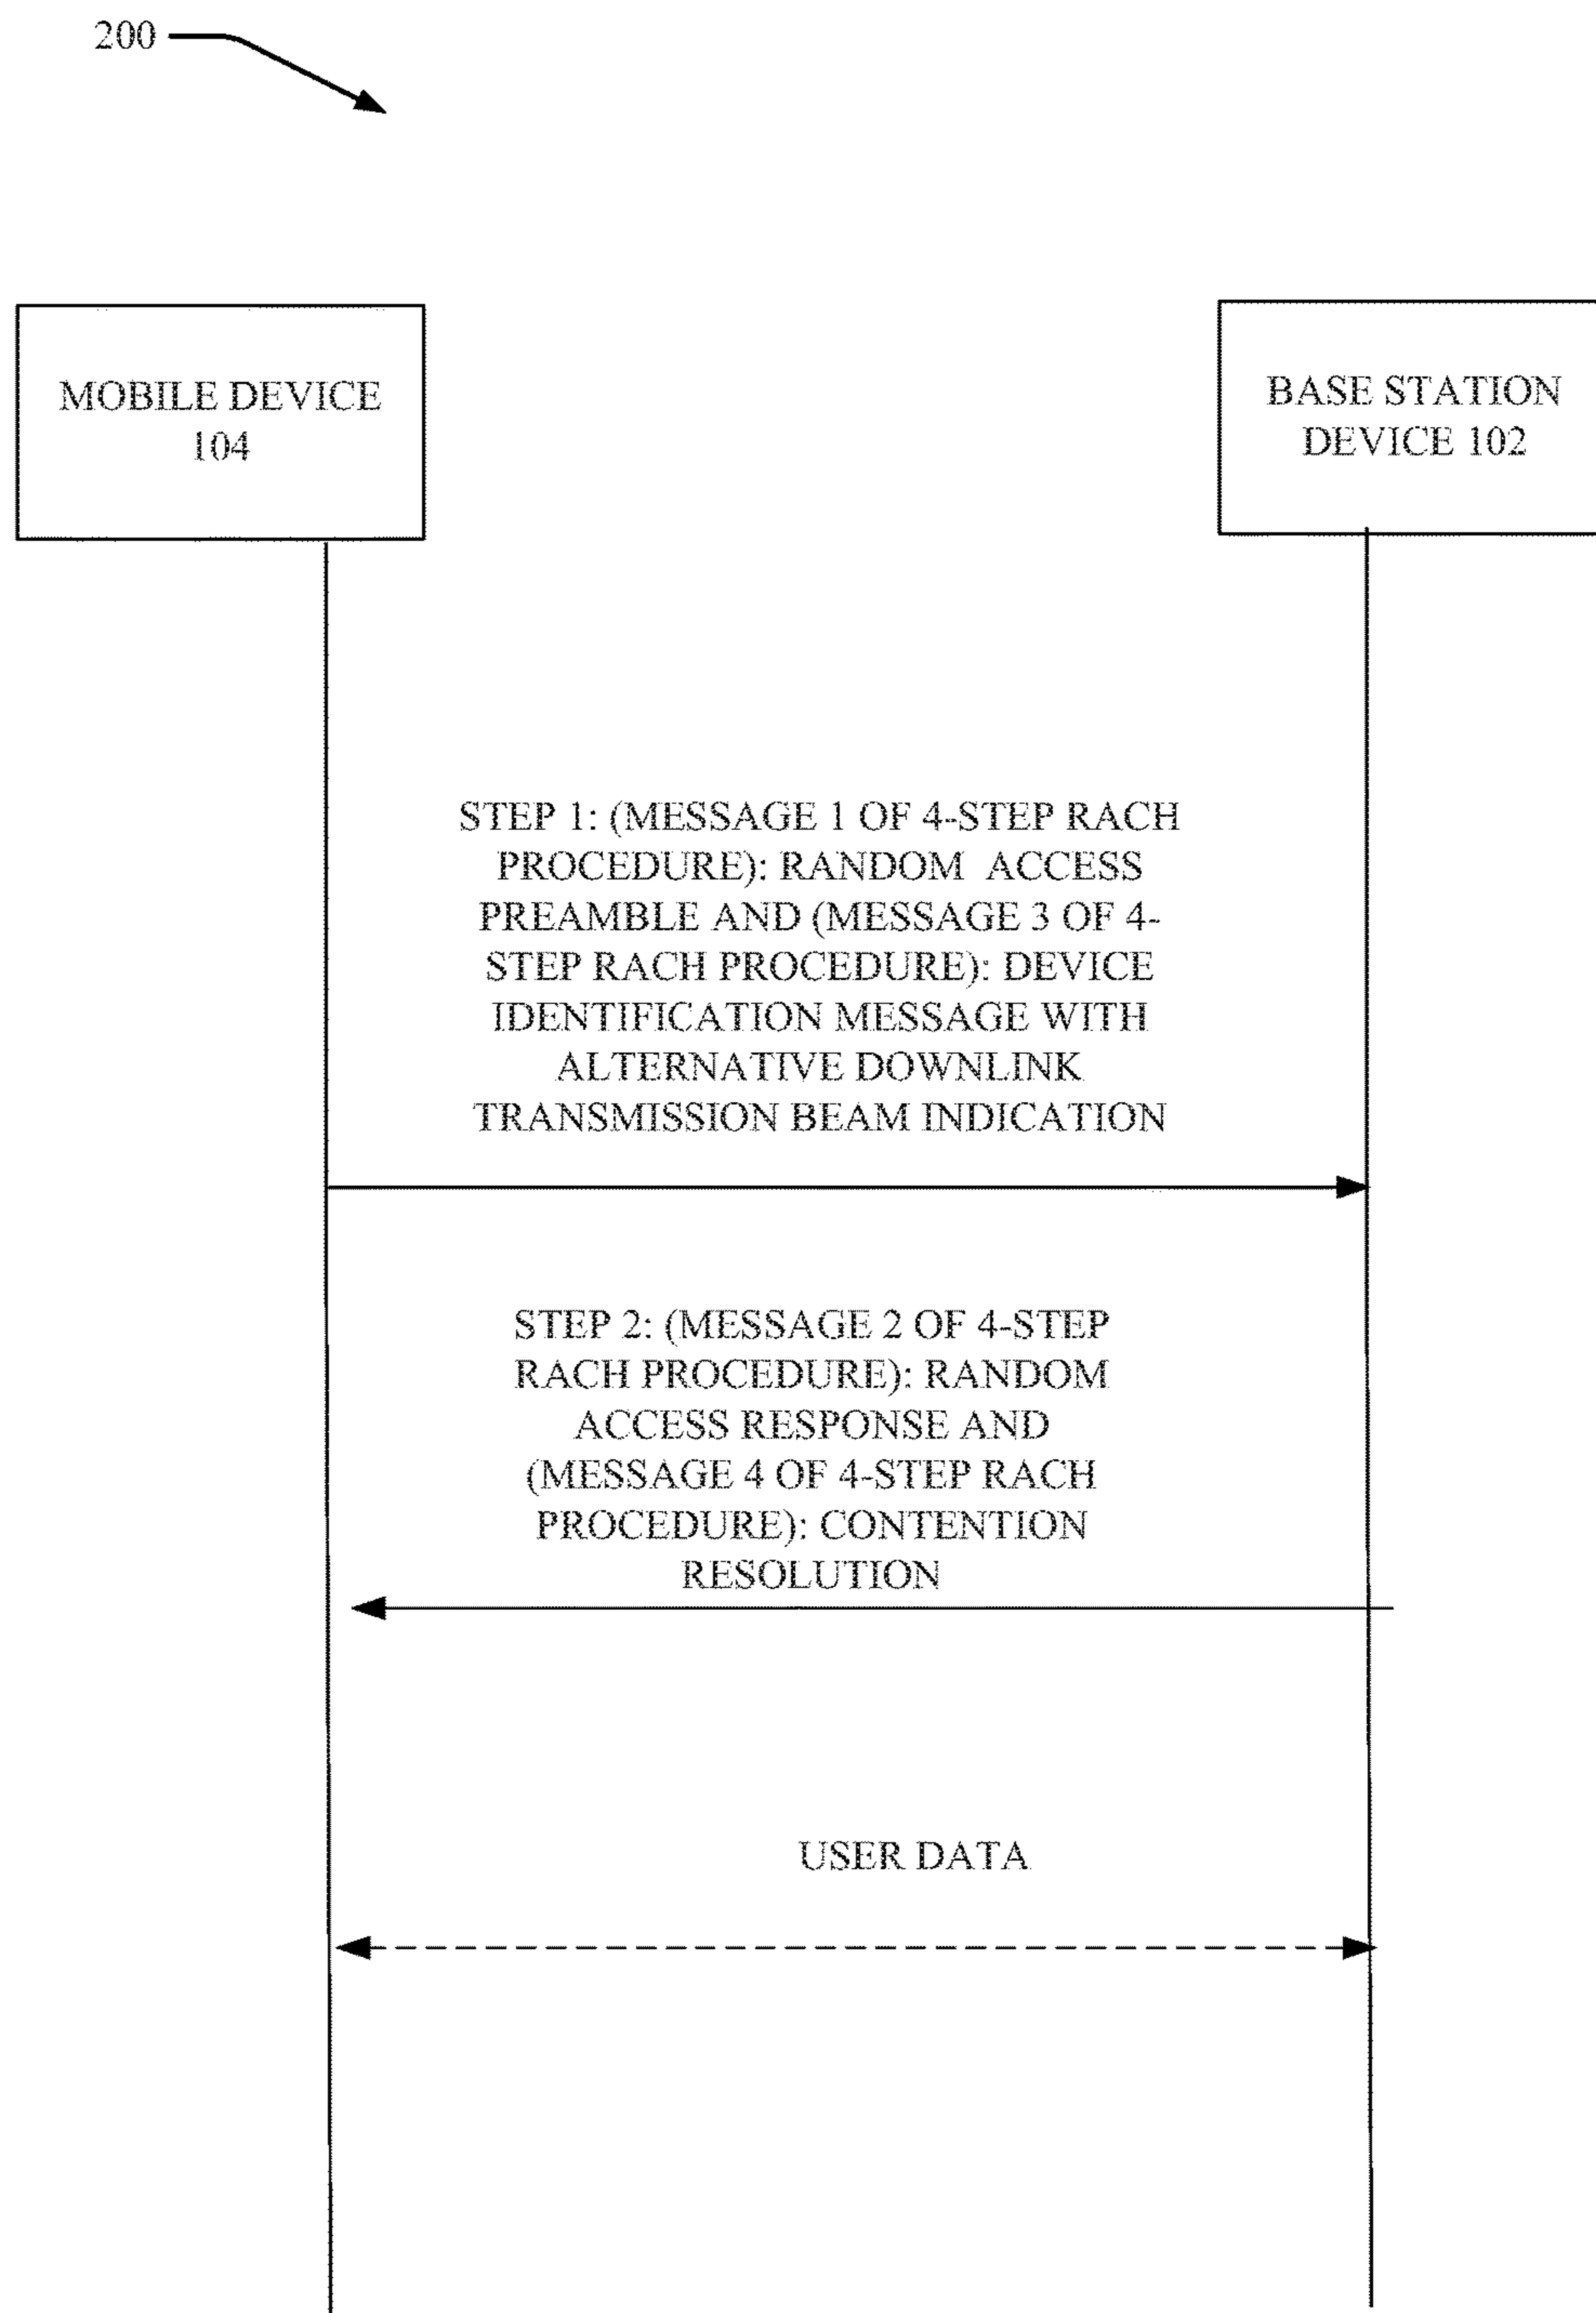 200
MOBILE DEVICE
104
BASE STATION
DEVICE 102
STEP 1: (MESSAGE 1 OF 4-STEP RACH
PROCEDURE): RANDOM ACCESS
PREAMBLE AND (MESSAGE 3 OF 4-
STEP RACH PROCEDURE): DEVICE
IDENTIFICATION MESSAGE WITH
ALTERNATIVE DOWNLINK
TRANSMISSION BEAM INDICATION
STEP 2: (MESSAGE 2 OF 4-STEP
RACH PROCEDURE): RANDOM
ACCESS RESPONSE AND
(MESSAGE 4 OF 4-STEP RACH
PROCEDURE): CONTENTION
RESOLUTION
USER DATA